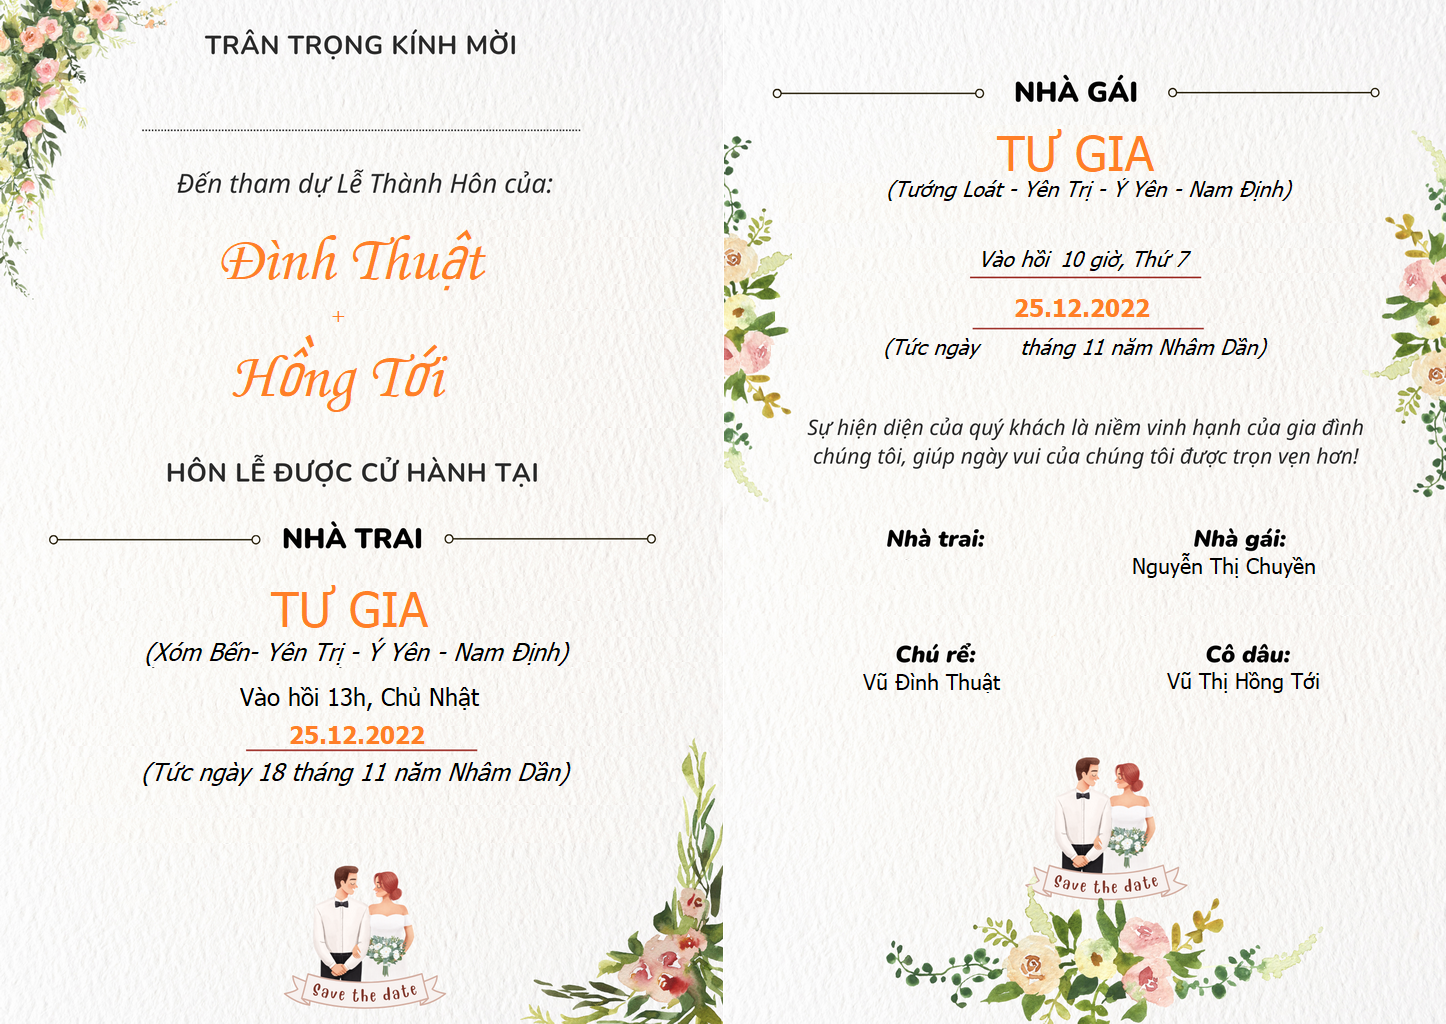 TRÂN TRỌNG KÍNH MỜI
Đến tham dự Lễ Thành Hôn của:
Đình Thuật
+
Hồng Tới
HÔN LỄ ĐƯỢC CỬ HÀNH TẠI
NHÀ TRAI
TƯ GIA
(Xóm Bến- Yên Trị - Ý Yên - Nam Định)
Vào hồi 13h, Chủ Nhật
25.12.2022
(Tức ngày 18 tháng 11 năm Nhâm Dần)
Save the date
NHÀ GÁI
TƯ GIA
(Tướng Loát - Yên Trị - Ý Yên - Nam Định)
Vào hồi 10 giờ, Thứ 7
25.12.2022
(Tức ngày tháng 11 năm Nhâm Dần)
Sự hiện diện của quý khách là niềm vinh hạnh của gia đình
chúng tôi, giúp ngày vui của chúng tôi được trọn vẹn hơn!
Nhà trai:
Nhà gái:
Nguyễn Thị Chuyền
Chú rể:
Vũ Đình Thuật
Cô dâu:
Vũ Thị Hồng Tới
Save the date